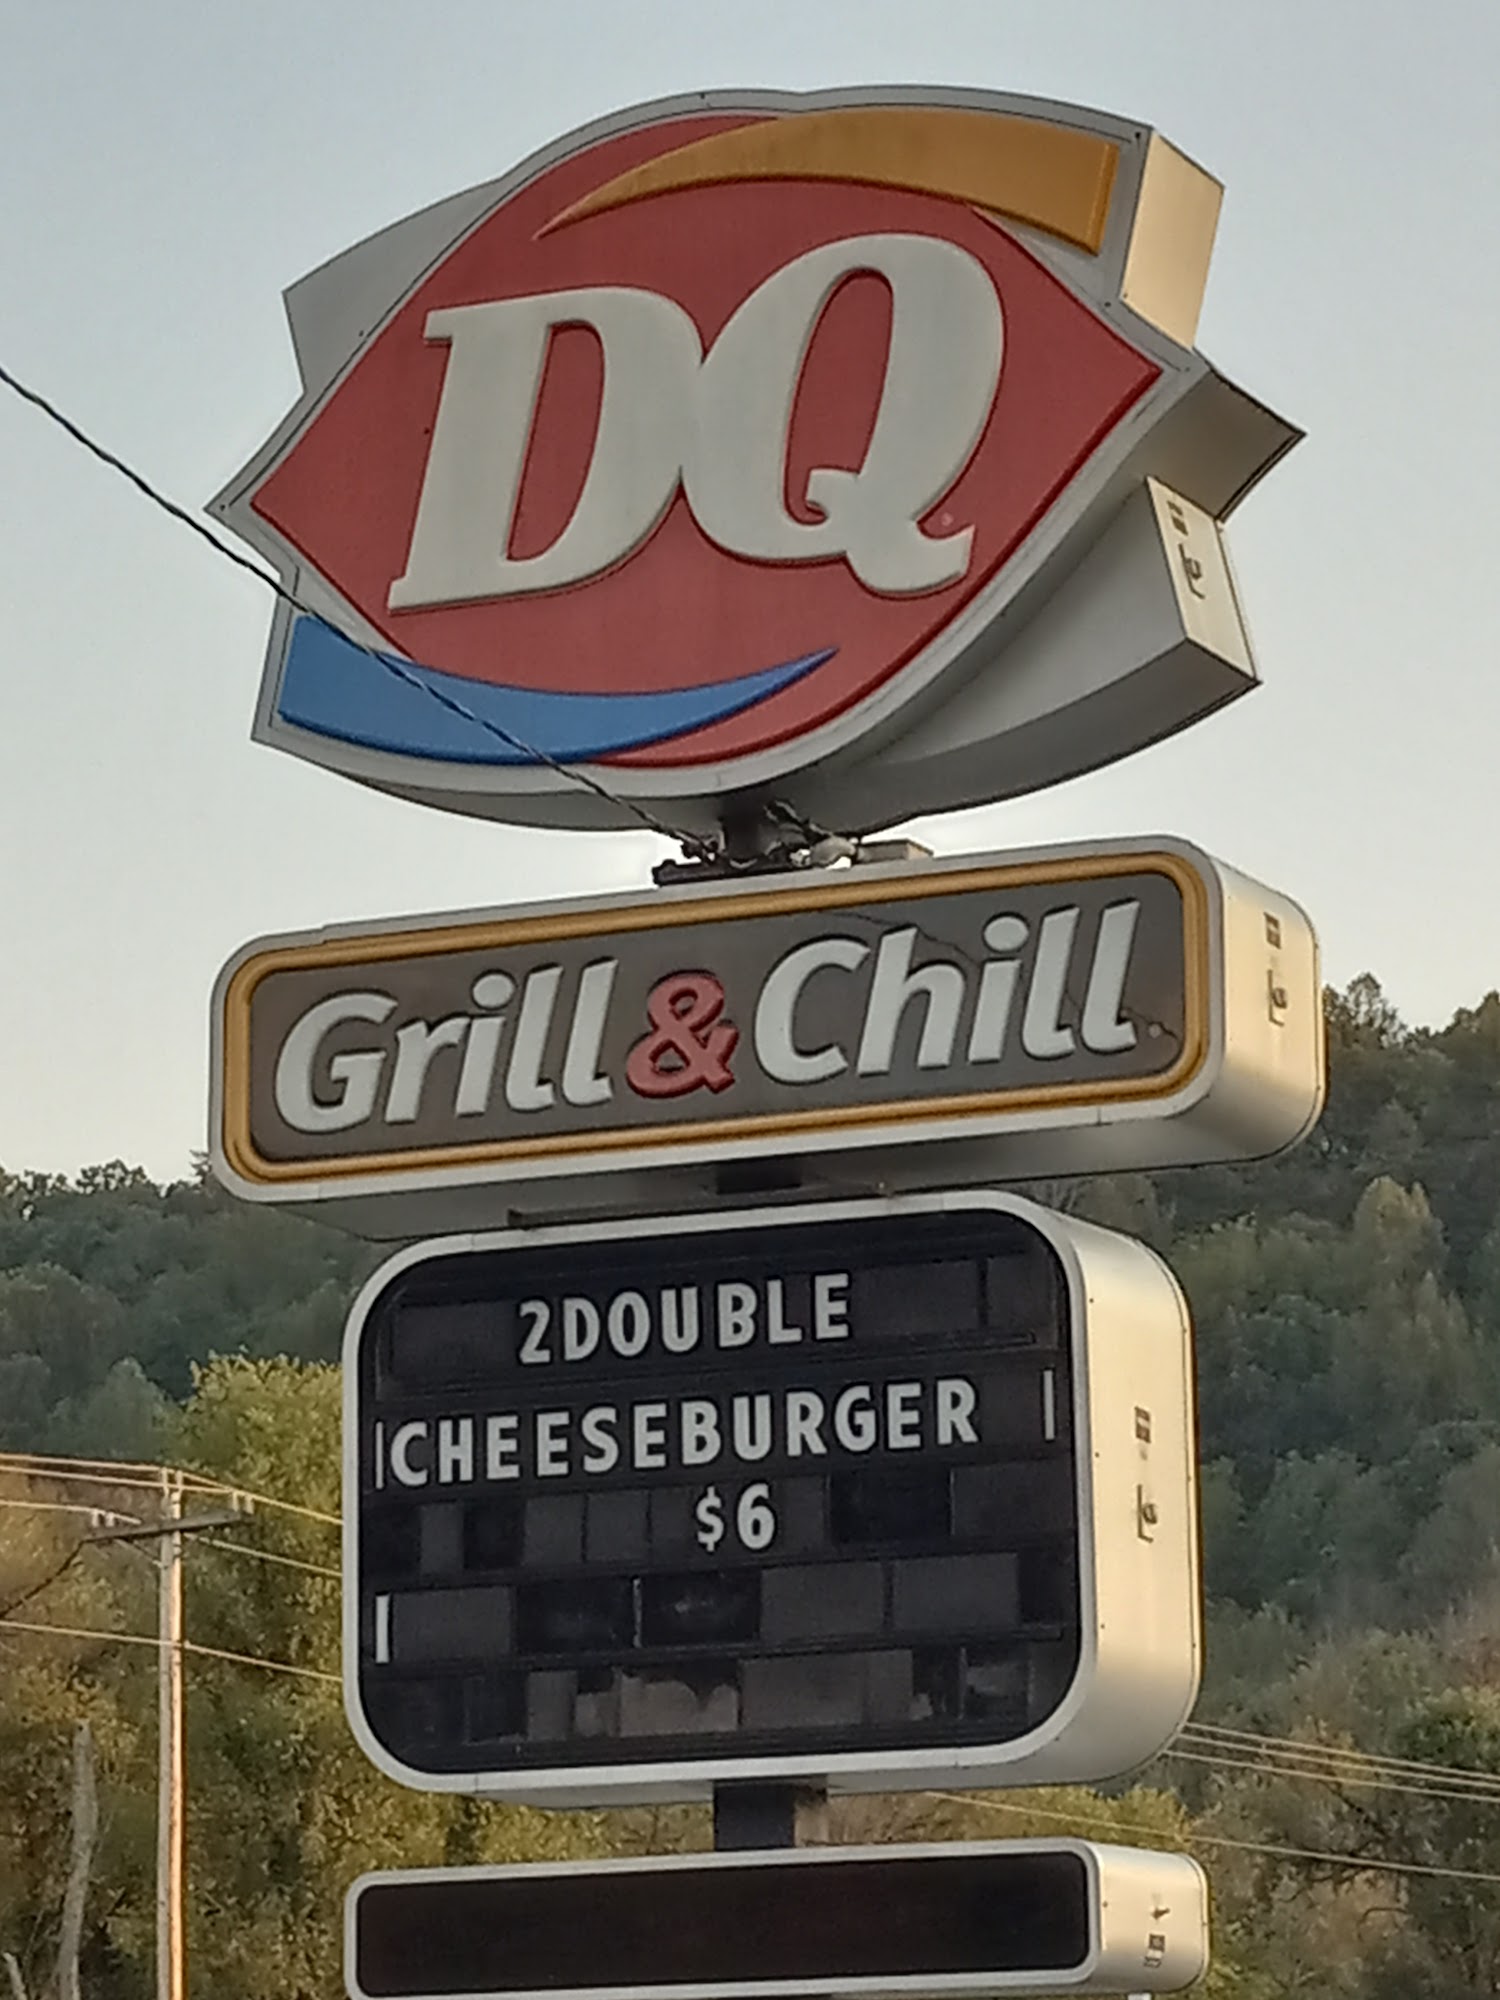 DQ
Grill & Chill
2DOUBLE
CHEESEBURGER
$6